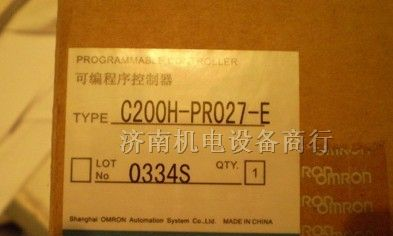 PROGRAMMABLE CONTROLLER
可编程序控制器
TYPE C200H-PRO27-E
济南机电设备商行
LOT No 0334S QTY. 1
Shanghai OMRON Automation System Co.,Ltd. MADE IN CHINA
OMRON
OMRON